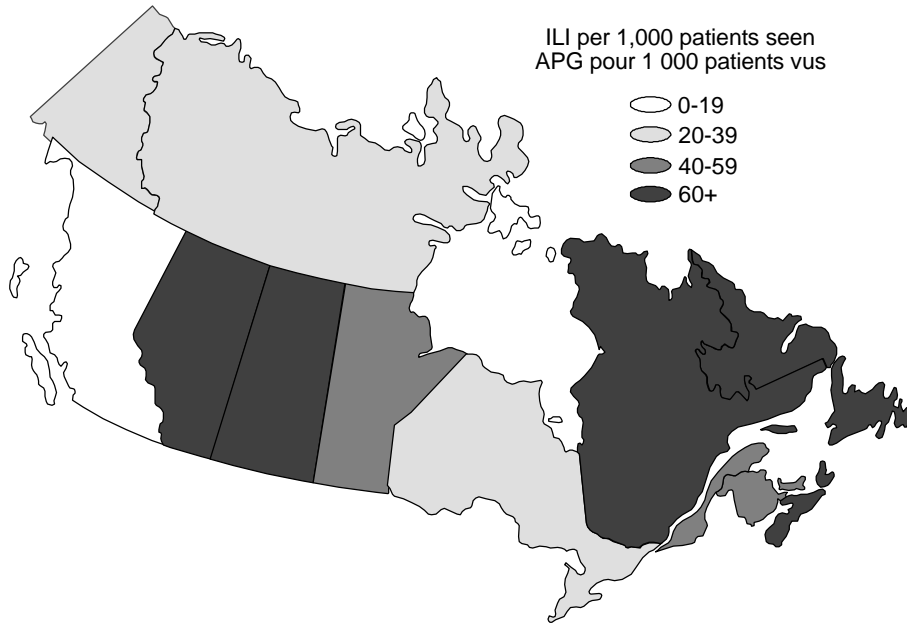 ILI per 1,000 patients seen
APG pour 1 000 patients vus
0-19
20-39
40-59
60+